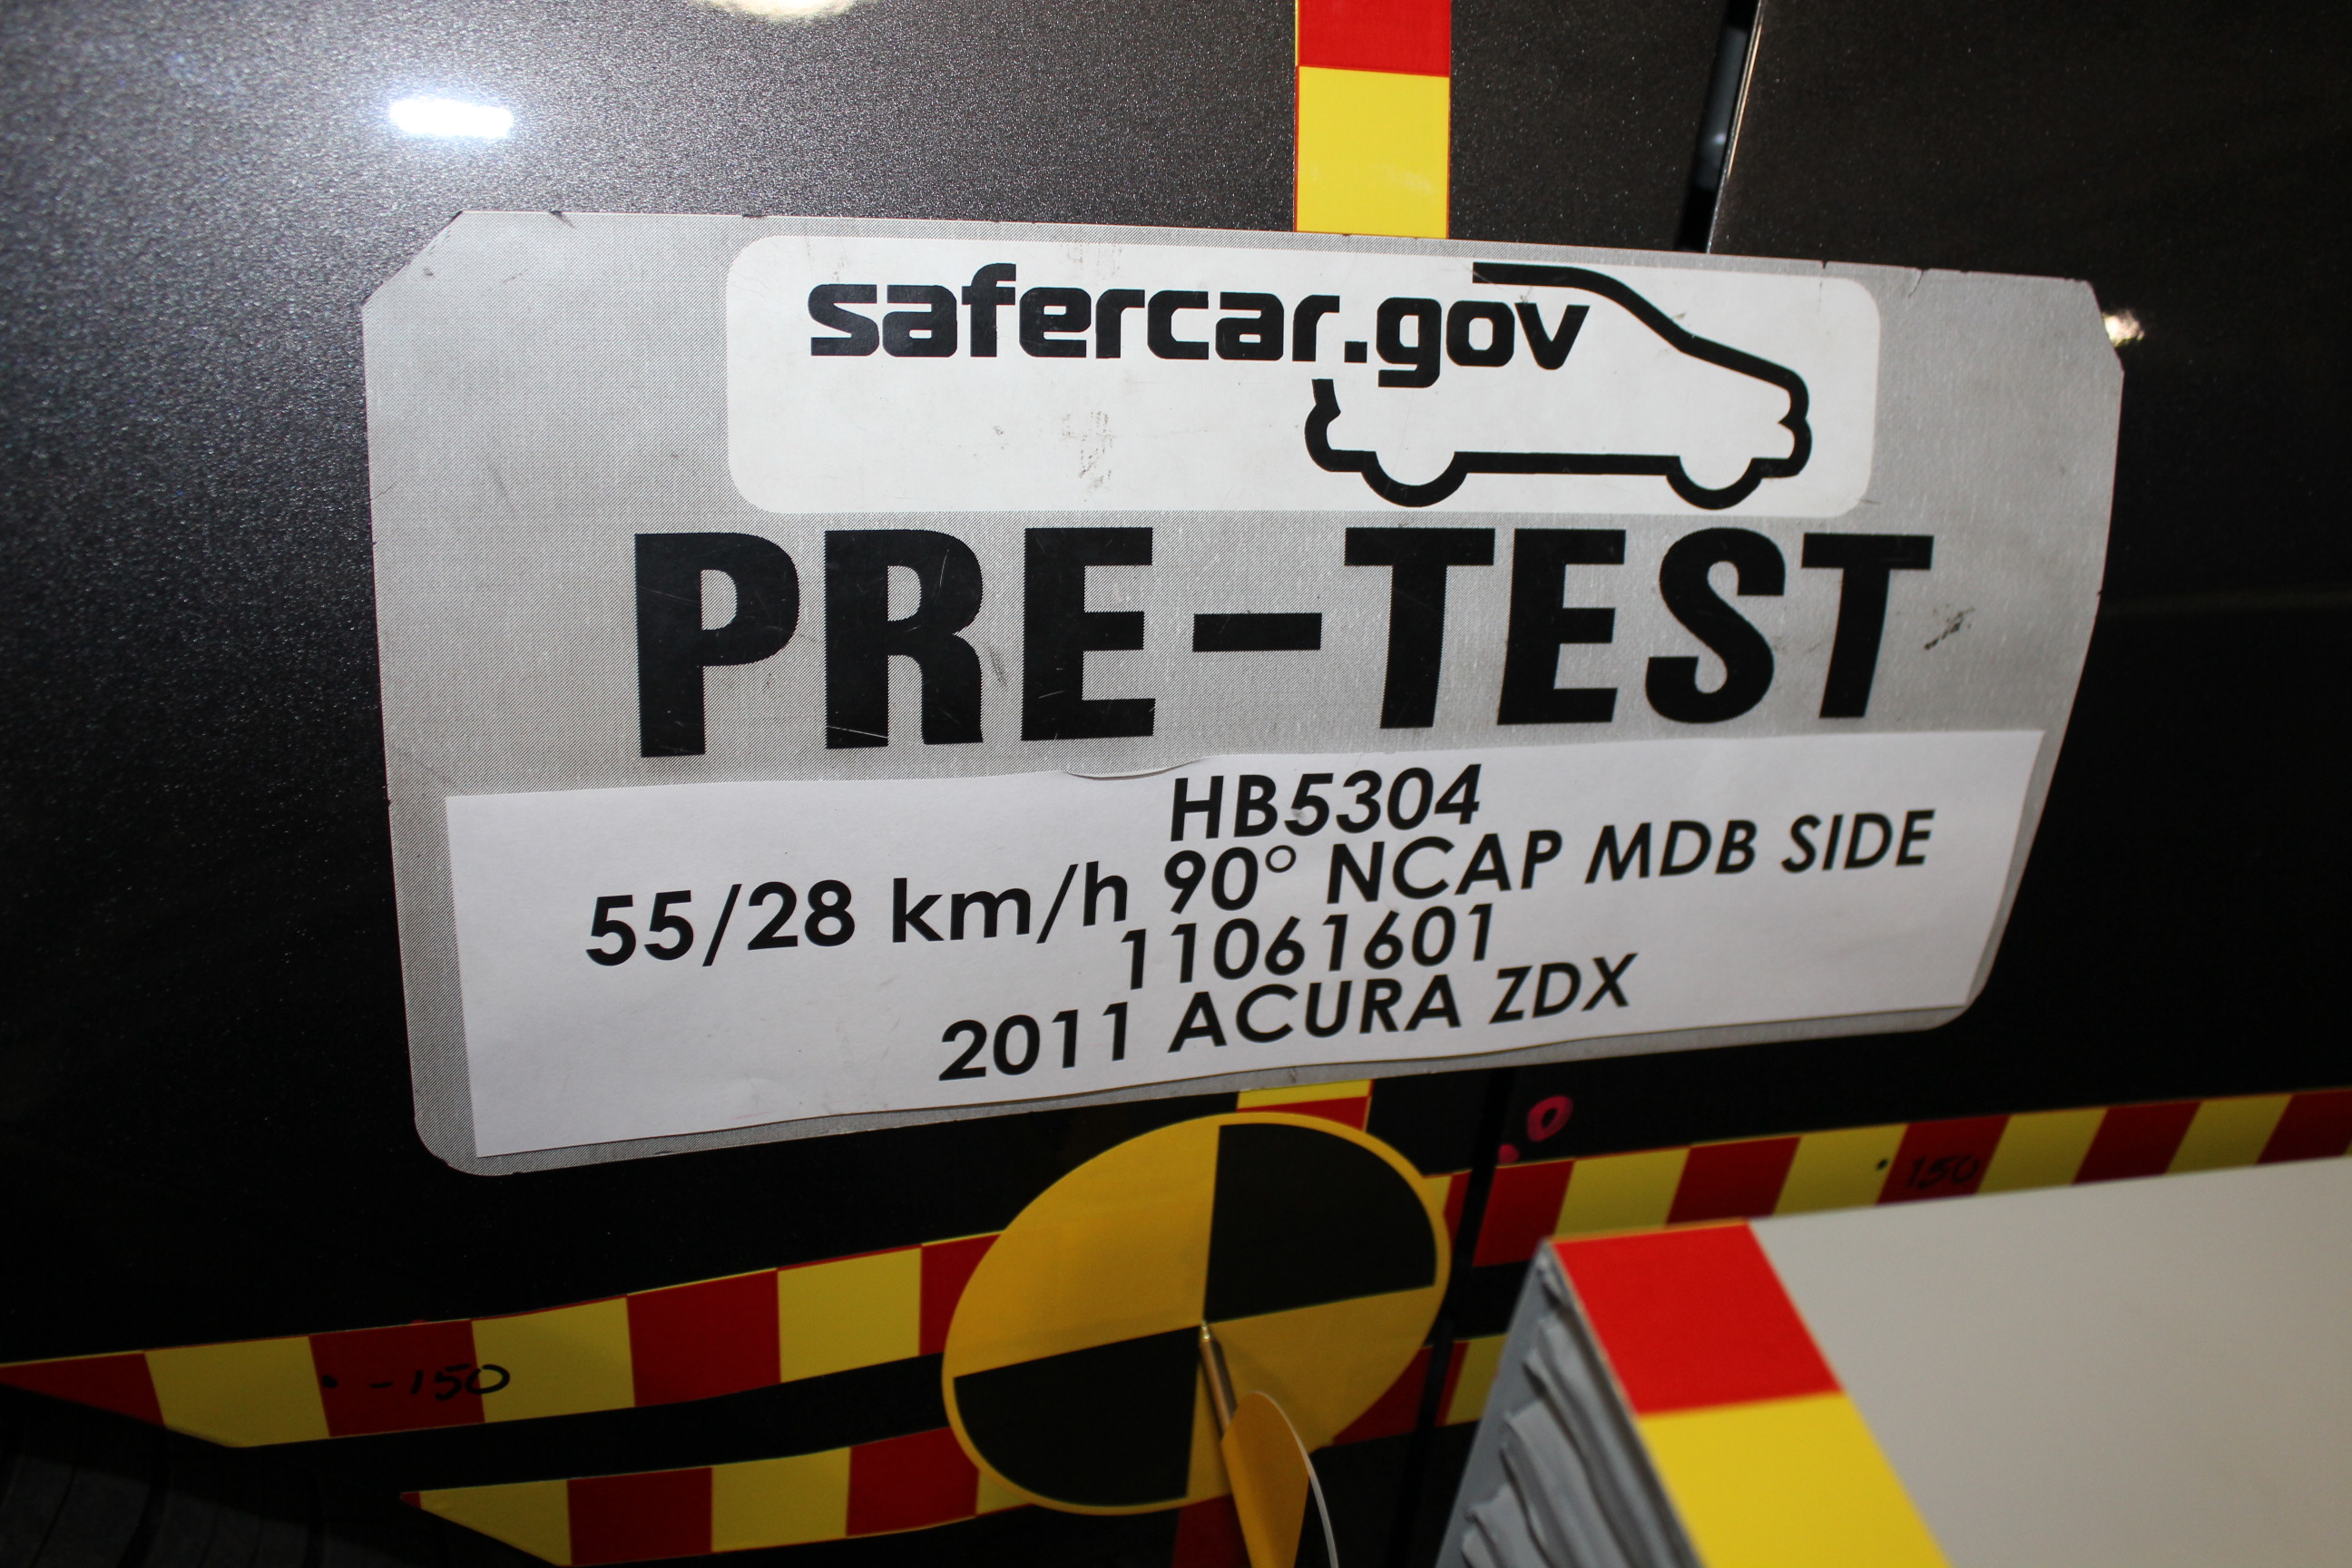 safercar.gov
PRE-TEST
HB5304
55/28 km/h 90° NCAP MDB SIDE
11061601
2011 ACURA ZDX
150
-150